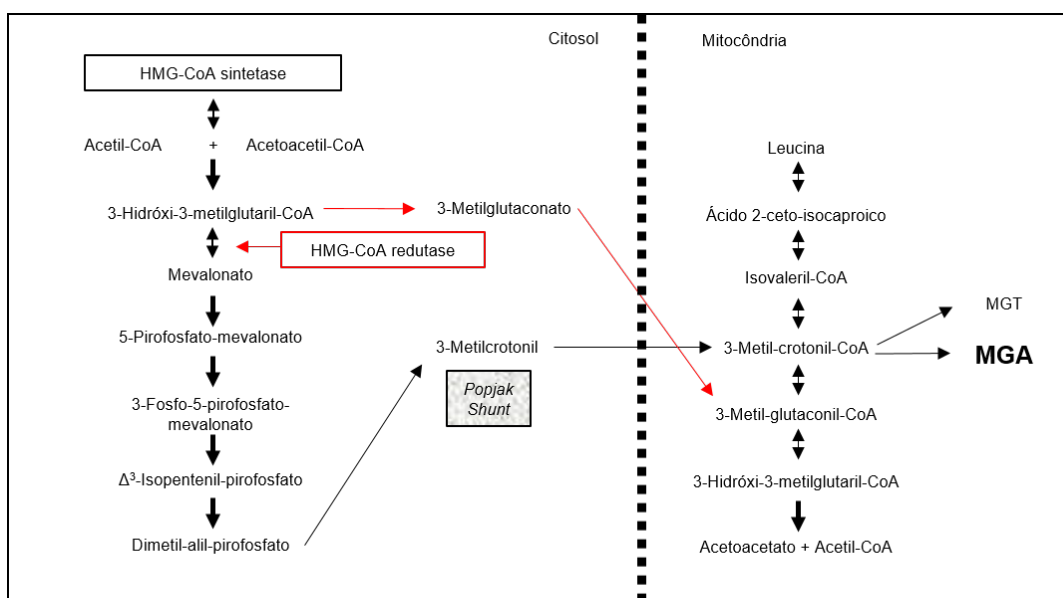 Citosol
Mitocôndria
HMG-CoA sintetase
Acetil-CoA + Acetoacetil-CoA
3-Hidróxi-3-metilglutaril-CoA
3-Metilglutaconato
HMG-CoA redutase
Mevalonato
5-Pirofosfato-mevalonato
3-Fosfo-5-pirofosfato-
mevalonato
Δ³-Isopentenil-pirofosfato
Dimetil-alil-pirofosfato
3-Metilcrotonil
Popjak
Shunt
Leucina
Ácido 2-ceto-isocaproico
Isovaleril-CoA
3-Metil-crotonil-CoA
MGT
MGA
3-Metil-glutaconil-CoA
3-Hidróxi-3-metilglutaril-CoA
Acetoacetato + Acetil-CoA